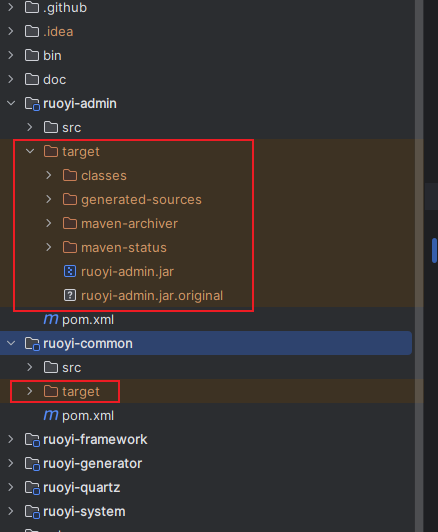 .github
.idea
bin
doc
ruoyi-admin
src
target
classes
generated-sources
maven-archiver
maven-status
ruoyi-admin.jar
ruoyi-admin.jar.original
pom.xml
ruoyi-common
src
target
pom.xml
ruoyi-framework
ruoyi-generator
ruoyi-quartz
ruoyi-system